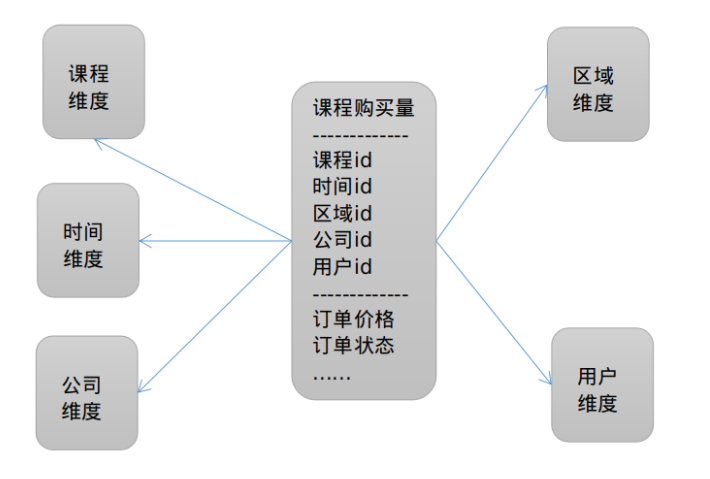 课程
维度
时间
维度
公司
维度
课程购买量
-------------
课程id
时间id
区域id
公司id
用户id
-------------
订单价格
订单状态
……
区域
维度
用户
维度